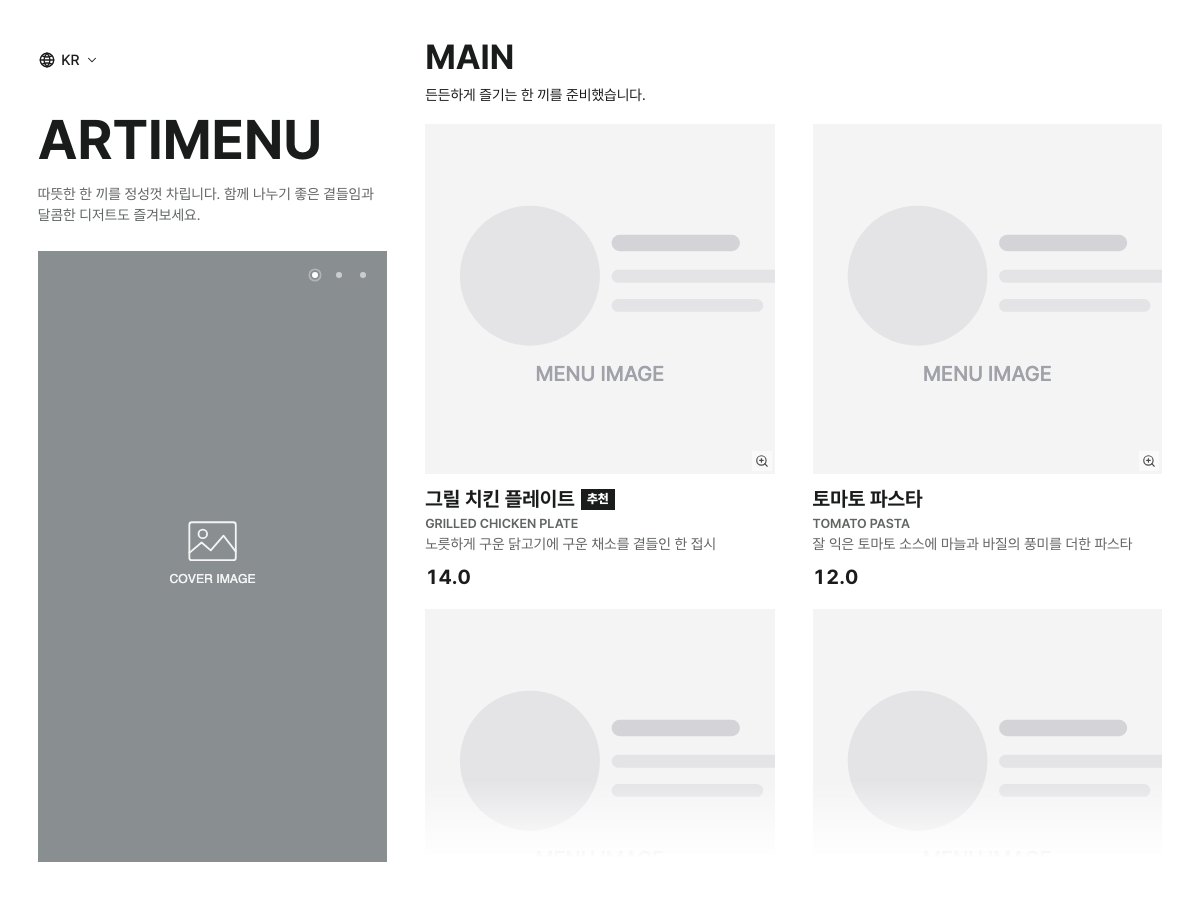 KR
ARTIMENU
따뜻한 한 끼를 정성껏 차립니다. 함께 나누기 좋은 곁들임과
달콤한 디저트도 즐겨보세요.
COVER IMAGE
MAIN
든든하게 즐기는 한 끼를 준비했습니다.
MENU IMAGE
그릴 치킨 플레이트 추천
GRILLED CHICKEN PLATE
노릇하게 구운 닭고기에 구운 채소를 곁들인 한 접시
14.0
MENU IMAGE
토마토 파스타
TOMATO PASTA
잘 익은 토마토 소스에 마늘과 바질의 풍미를 더한 파스타
12.0